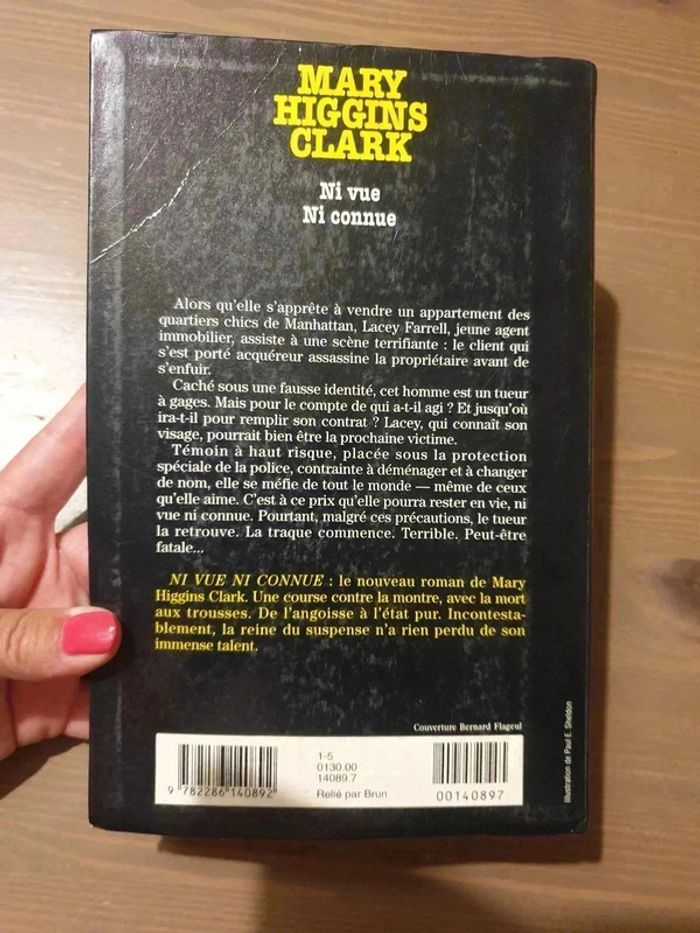 MARY
HIGGINS
CLARK
Ni vue
Ni connue
Alors qu'elle s'apprête à vendre un appartement des
quartiers chics de Manhattan, Lacey Farrell, jeune agent
immobilier, assiste à une scène terrifiante : le client qui
s'est porté acquéreur assassine la propriétaire avant de
s'enfuir.
Caché sous une fausse identité, cet homme est un tueur
à gages. Mais pour le compte de qui a-t-il agi ? Et jusqu'où
ira-t-il pour remplir son contrat ? Lacey, qui connaît son
visage, pourrait bien être la prochaine victime.
Témoin à haut risque, placée sous la protection
spéciale de la police, contrainte à déménager et à changer
de nom, elle se méfie de tout le monde — même de ceux
qu'elle aime. C'est à ce prix qu'elle pourra rester en vie, ni
vue ni connue. Pourtant, malgré ces précautions, le tueur
la retrouve. La traque commence. Terrible. Peut-être
fatale...
NI VUE NI CONNUE : le nouveau roman de Mary
Higgins Clark. Une course contre la montre, avec la mort
aux trousses. De l'angoisse à l'état pur. Incontesta-
blement, la reine du suspense n'a rien perdu de son
immense talent.
Couverture Bernard Flageul
Illustration de Paul E. Sheldon
1-5
0130.00
14089.7
Relié par Brun
9 782286 140892
00140897